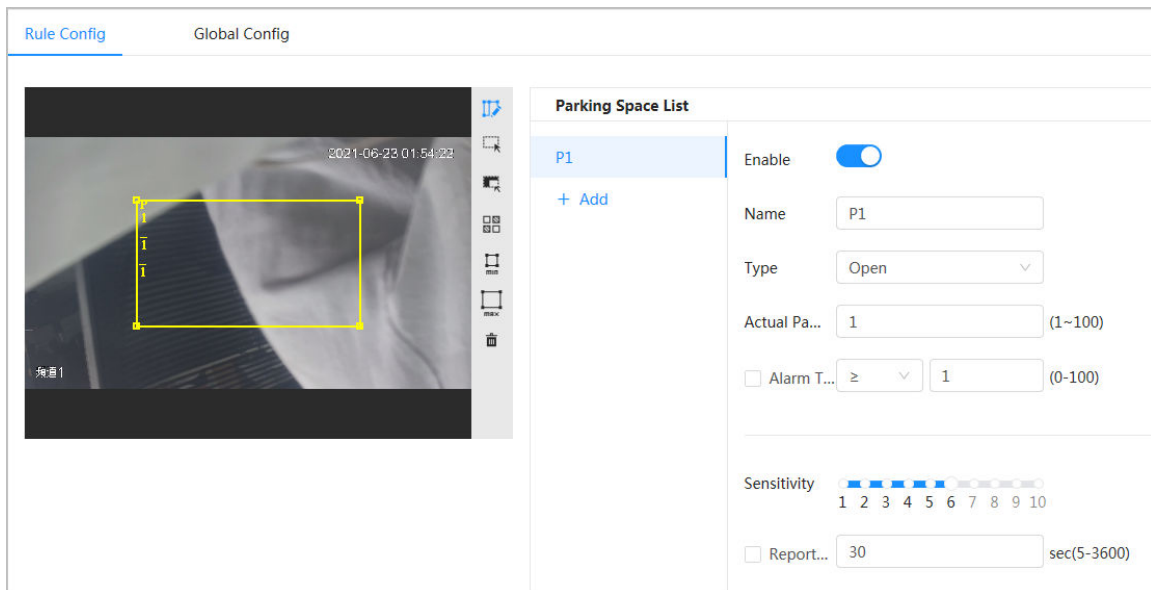 Rule Config
Global Config
2021-06-23 01:54:22
P
1
1
1
min
max
Parking Space List
P1
+ Add
Enable
Name
P1
Type
Open
Actual Pa...
1
(1~100)
Alarm T...
≥
1
(0-100)
Sensitivity
1 2 3 4 5 6 7 8 9 10
Report...
30
sec(5-3600)